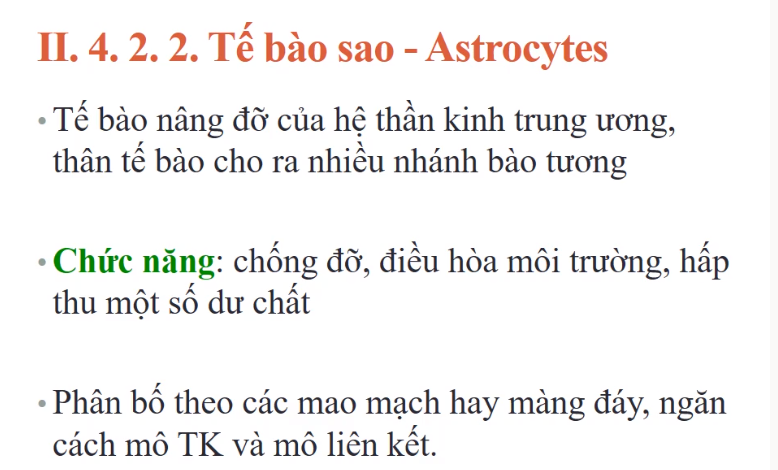 II. 4. 2. 2. Tế bào sao - Astrocytes
• Tế bào nâng đỡ của hệ thần kinh trung ương,
thân tế bào cho ra nhiều nhánh bào tương
• Chức năng: chống đỡ, điều hòa môi trường, hấp
thu một số dư chất
• Phân bố theo các mao mạch hay màng đáy, ngăn
cách mô TK và mô liên kết.